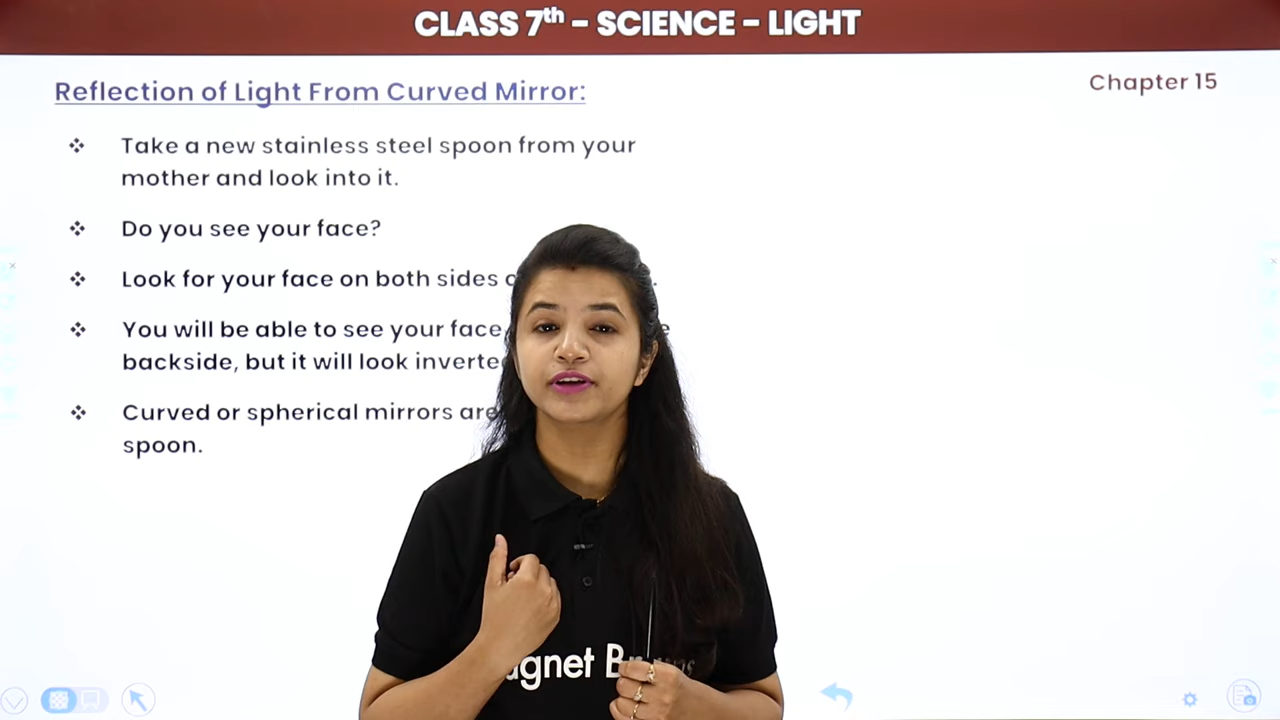 CLASS 7th - SCIENCE - LIGHT
Reflection of Light From Curved Mirror:
Chapter 15
❖ Take a new stainless steel spoon from your
mother and look into it.
❖ Do you see your face?
❖ Look for your face on both sides
❖ You will be able to see your face
backside, but it will look
❖ Curved or spherical mirrors are
spoon.